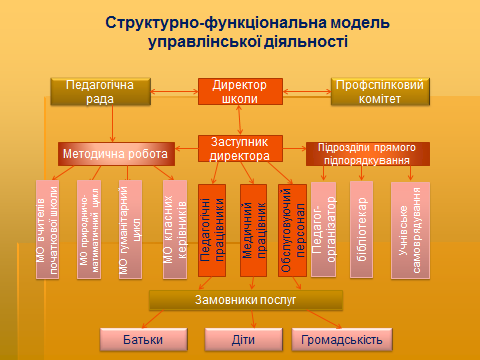 Структурно-функціональна модель
управлінської діяльності
Педагогічна
рада
Директор
школи
Профспілковий
комітет
Методична робота
Заступник
директора
Підрозділи прямого
підпорядкування
МО вчителів
початкової школи
МО природничо-
матиматичний цикл
МО гуманітарний
цикл
МО класних
керівників
Педагогічні
працівники
Медичний
працівник
Обслуговуючий
персонал
Педагог-
організатор
бібліотекар
Учнівське
самоврядування
Замовники послуг
Батьки
Діти
Громадськість